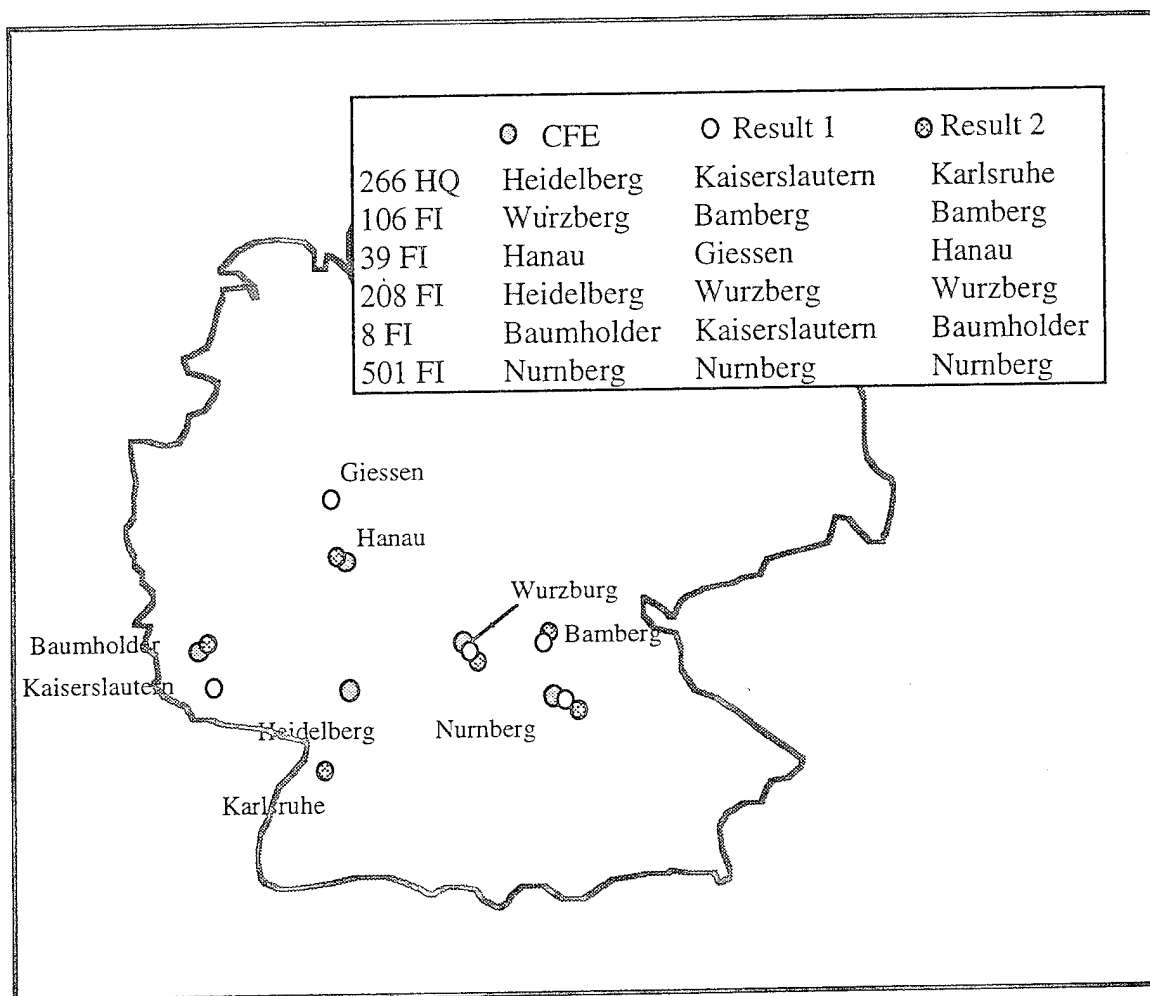 CFE Result 1 Result 2
266 HQ Heidelberg Kaiserslautern Karlsruhe
106 FI Wurzberg Bamberg Bamberg
39 FI Hanau Giessen Hanau
208 FI Heidelberg Wurzberg Wurzberg
8 FI Baumholder Kaiserslautern Baumholder
501 FI Nurnberg Nurnberg Nurnberg
Giessen
Hanau
Wurzburg
Bamberg
Baumholder
Kaiserslautern
Heidelberg
Nurnberg
Karlsruhe